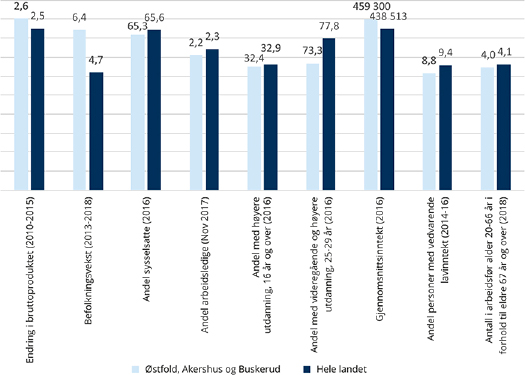 2,6
2,5
6,4
4,7
65,3
65,6
2,2
2,3
32,4
32,9
73,3
77,8
459 300
438 513
8,8
9,4
4,0
4,1
Endring i bruttoproduktet (2010-2015)
Befolkningsvekst (2013-2018)
Andel sysselsatte (2016)
Andel arbeidsledige (Nov 2017)
Andel med høyere
utdanning, 16 år og over (2016)
Andel med videregående og høyere
utdanning, 25-29 år (2016)
Gjennomsnittsinntekt (2016)
Andel personer med vedvarende
lavinntekt (2014-16)
Antall i arbeidsfør alder 20-66 år i
forhold til eldre 67 år og over (2018)
Østfold, Akershus og Buskerud
Hele landet